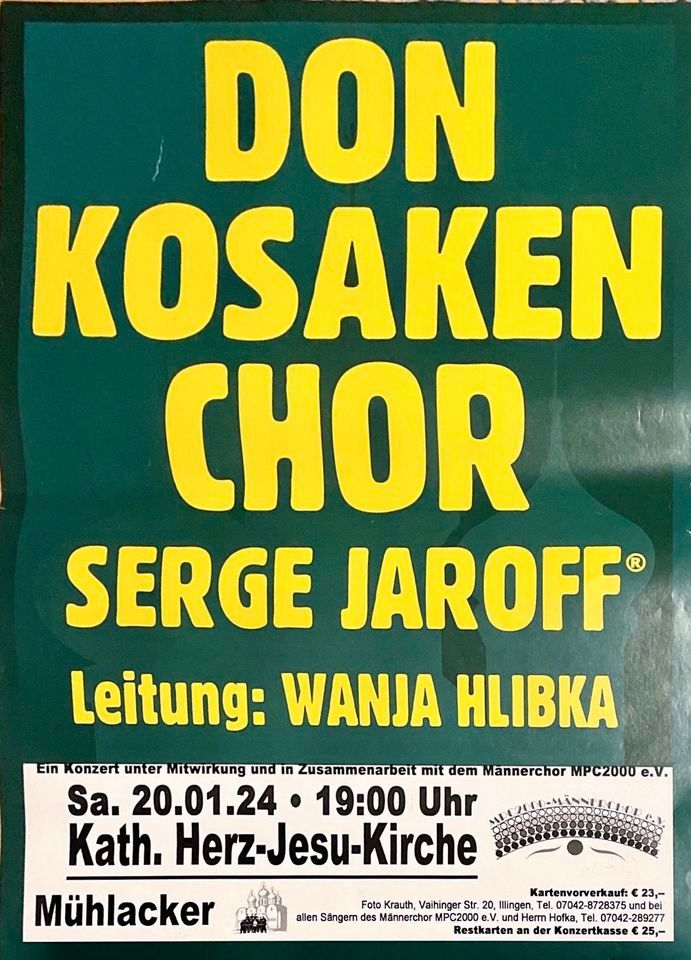 DON
KOSAKEN
CHOR
SERGE JAROFF®
Leitung: WANJA HLIBKA
Ein Konzert unter Mitwirkung und in Zusammenarbeit mit dem Männerchor MPC2000 e.V.
Sa. 20.01.24 • 19:00 Uhr
Kath. Herz-Jesu-Kirche
MPC2000-MÄNNERCHOR e.V.
Mühlacker
Kartenvorverkauf: € 23,–
Foto Krauth, Vaihinger Str. 20, Illingen, Tel. 07042-8728375 und bei
allen Sängern des Männerchor MPC2000 e.V. und Herrn Hofka, Tel. 07042-289277
Restkarten an der Konzertkasse € 25,–